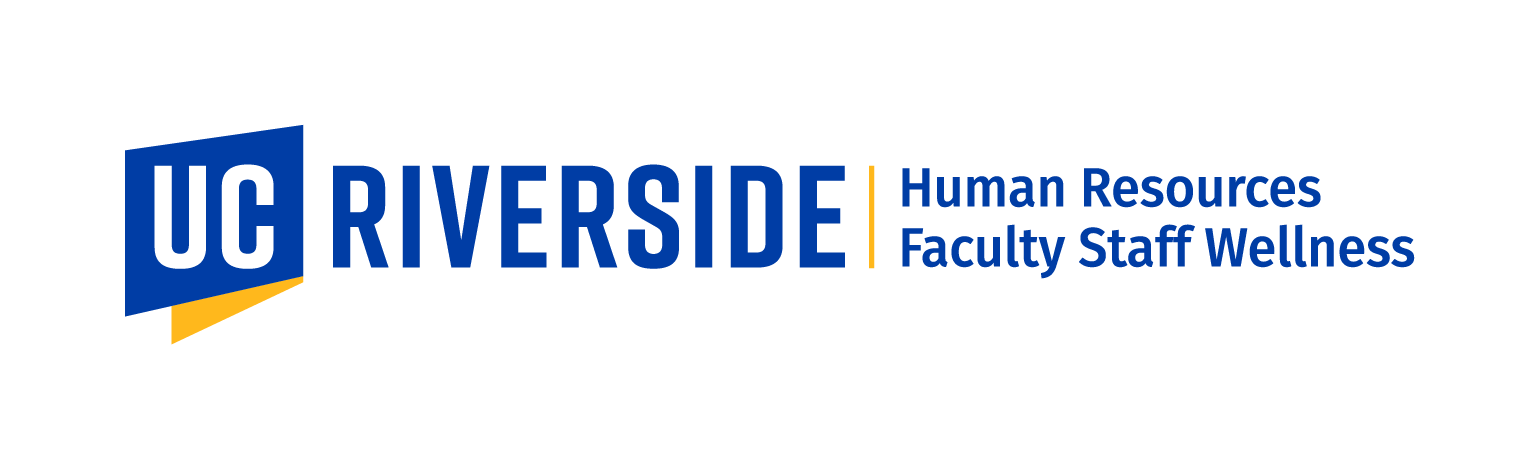 UC RIVERSIDE
Human Resources
Faculty Staff Wellness